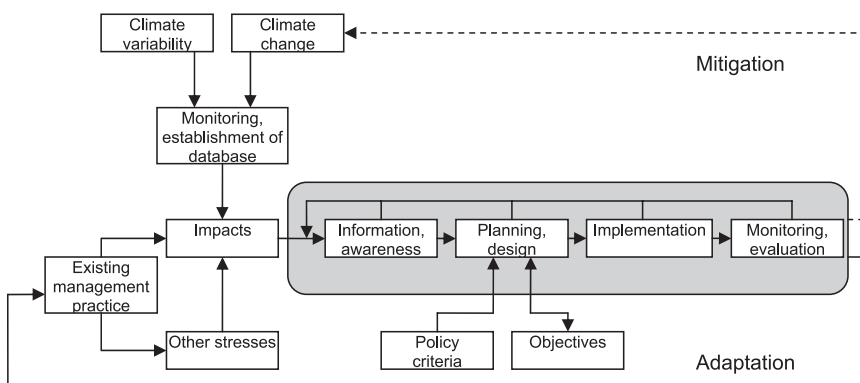 Climate
variability
Climate
change
Mitigation
Monitoring,
establishment of
database
Impacts
Information,
awareness
Planning,
design
Implementation
Monitoring,
evaluation
Existing
management
practice
Other stresses
Policy
criteria
Objectives
Adaptation